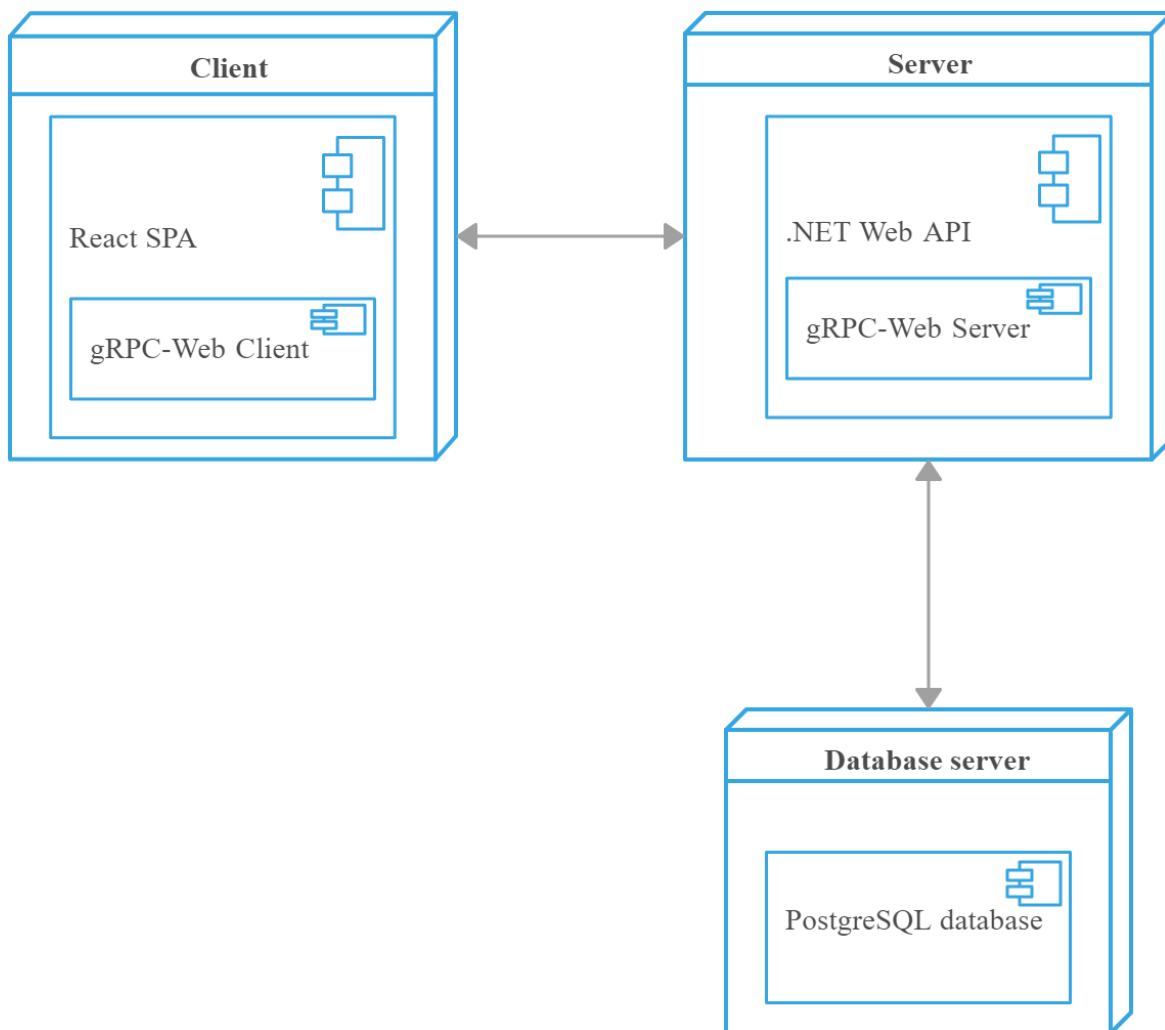 Client
React SPA
gRPC-Web Client
Server
.NET Web API
gRPC-Web Server
Database server
PostgreSQL database